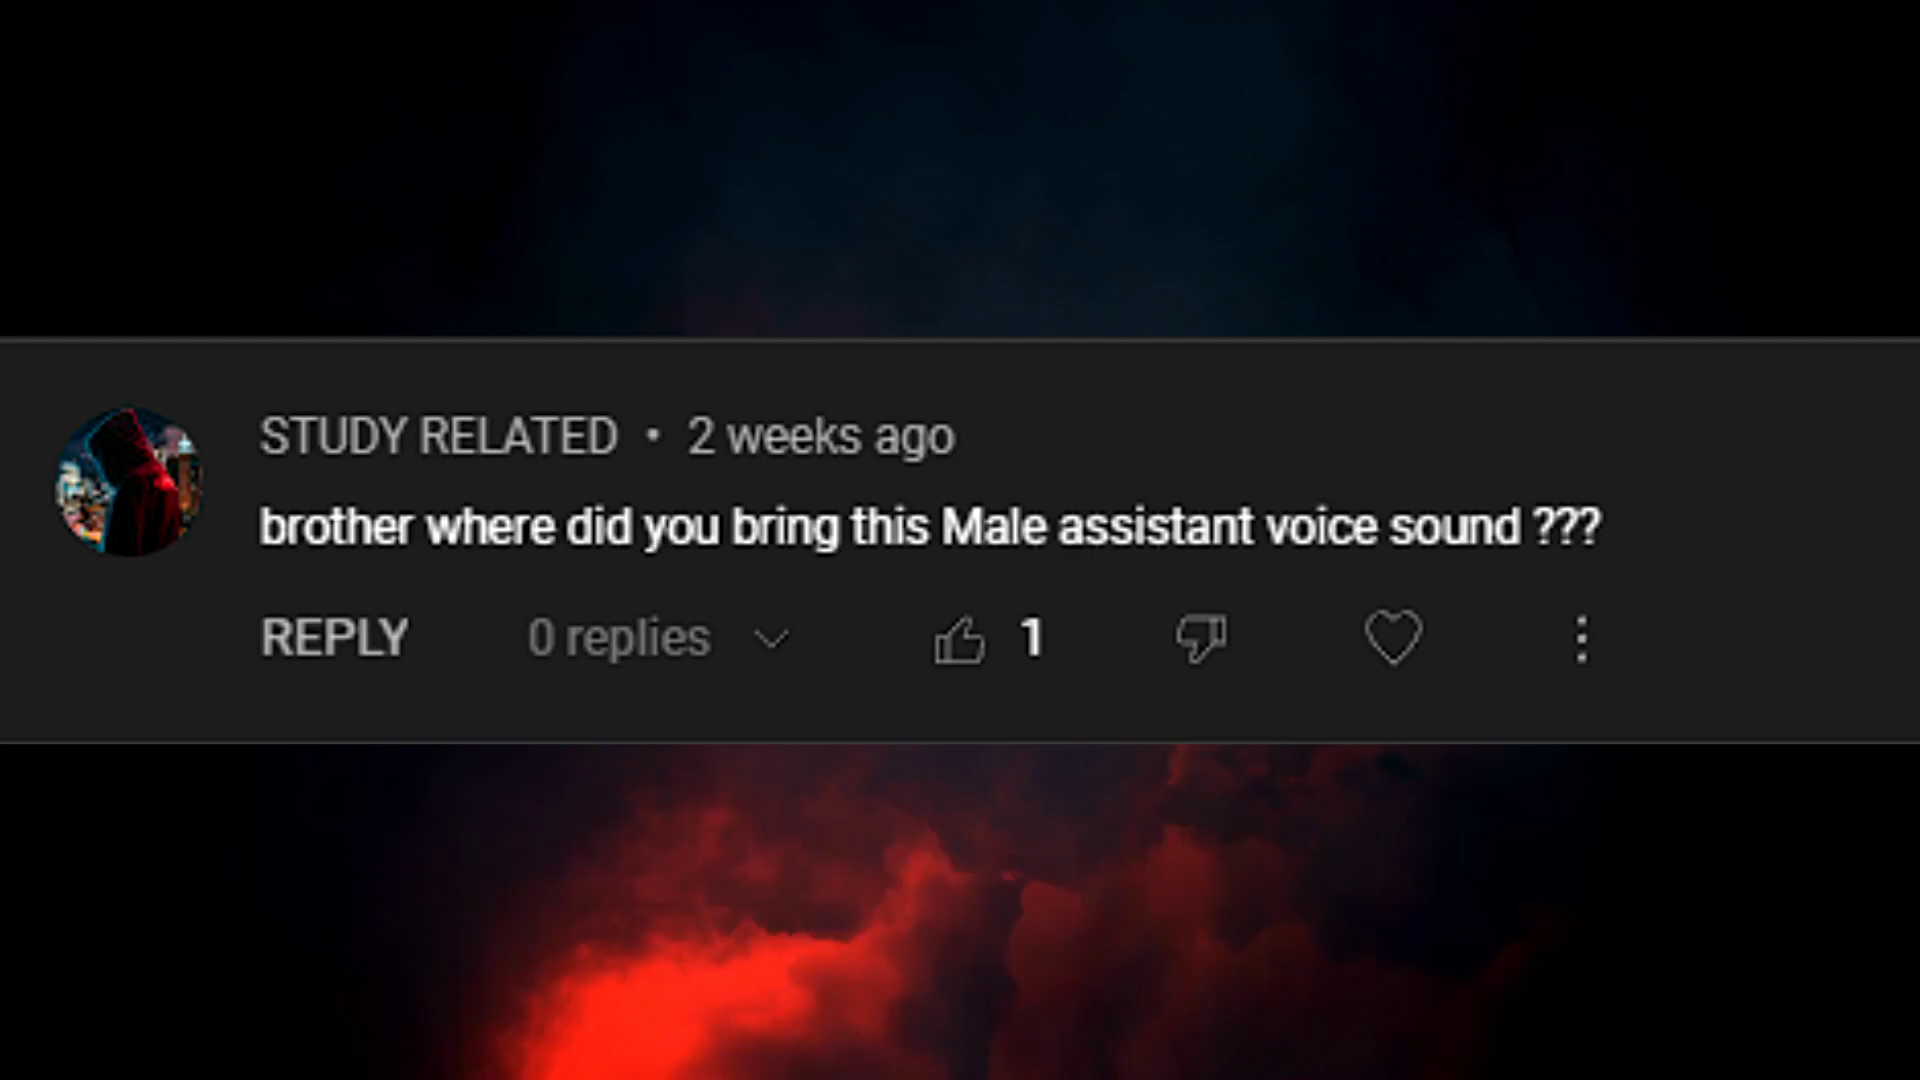 STUDY RELATED • 2 weeks ago
brother where did you bring this Male assistant voice sound ???
REPLY 0 replies 1